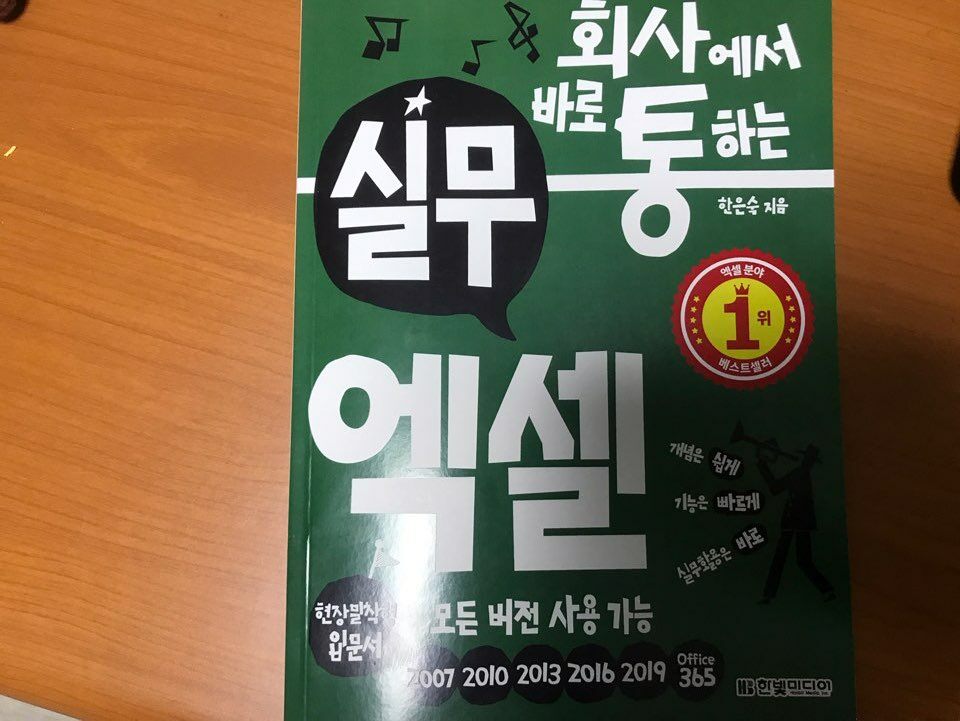 회사에서
바로 통하는
실무
한은숙 지음
엑셀 분야
1위
베스트셀러
엑셀
개념은 쉽게
기능은 빠르게
실무활용은 바로
현장밀착형
입문서
모든 버전 사용 가능
2007 2010 2013 2016 2019 Office 365
HB 한빛미디어